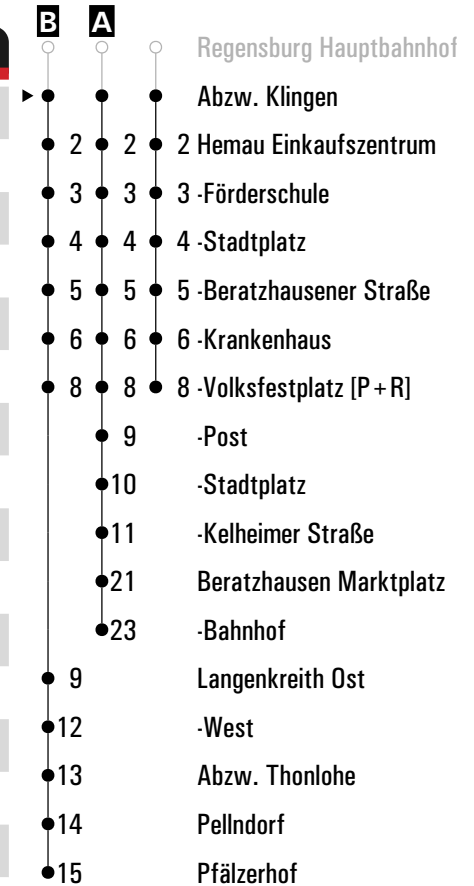 B A
Regensburg Hauptbahnhof
Abzw. Klingen
2 2 2 Hemau Einkaufszentrum
3 3 3 -Förderschule
4 4 4 -Stadtplatz
5 5 5 -Beratzhausener Straße
6 6 6 -Krankenhaus
8 8 8 -Volksfestplatz [P+R]
9 -Post
10 -Stadtplatz
11 -Kelheimer Straße
21 Beratzhausen Marktplatz
23 -Bahnhof
9 Langenkreith Ost
12 -West
13 Abzw. Thonlohe
14 Pellndorf
15 Pfälzerhof